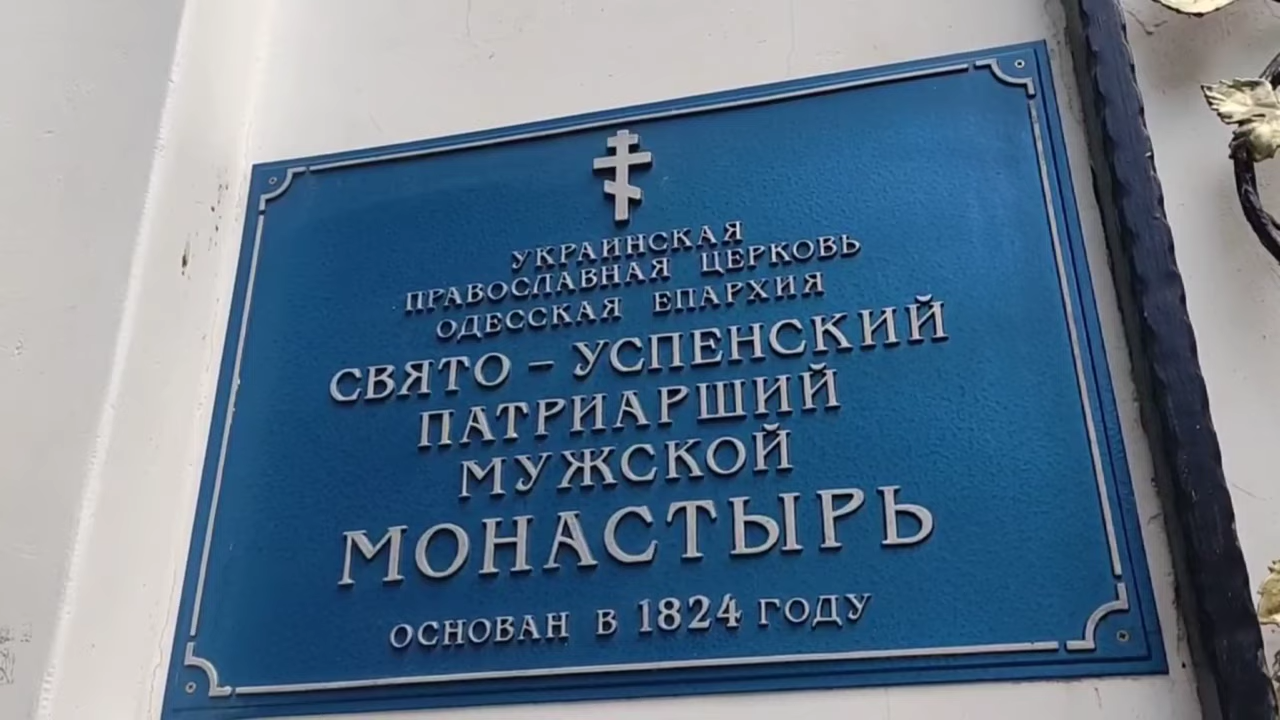 УКРАИНСКАЯ
ПРАВОСЛАВНАЯ ЦЕРКОВЬ
ОДЕССКАЯ ЕПАРХИЯ
СВЯТО – УСПЕНСКИЙ
ПАТРИАРШИЙ
МУЖСКОЙ
МОНАСТЫРЬ
ОСНОВАН В 1824 ГОДУ